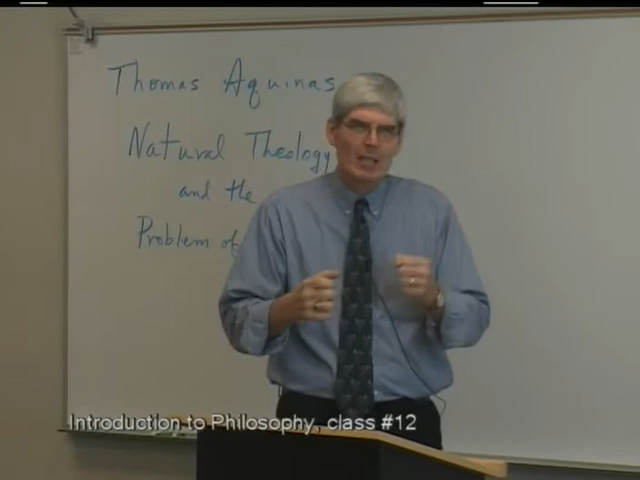 Thomas Aquinas
Natural Theology
and the
Problem of
Introduction to Philosophy, class #12